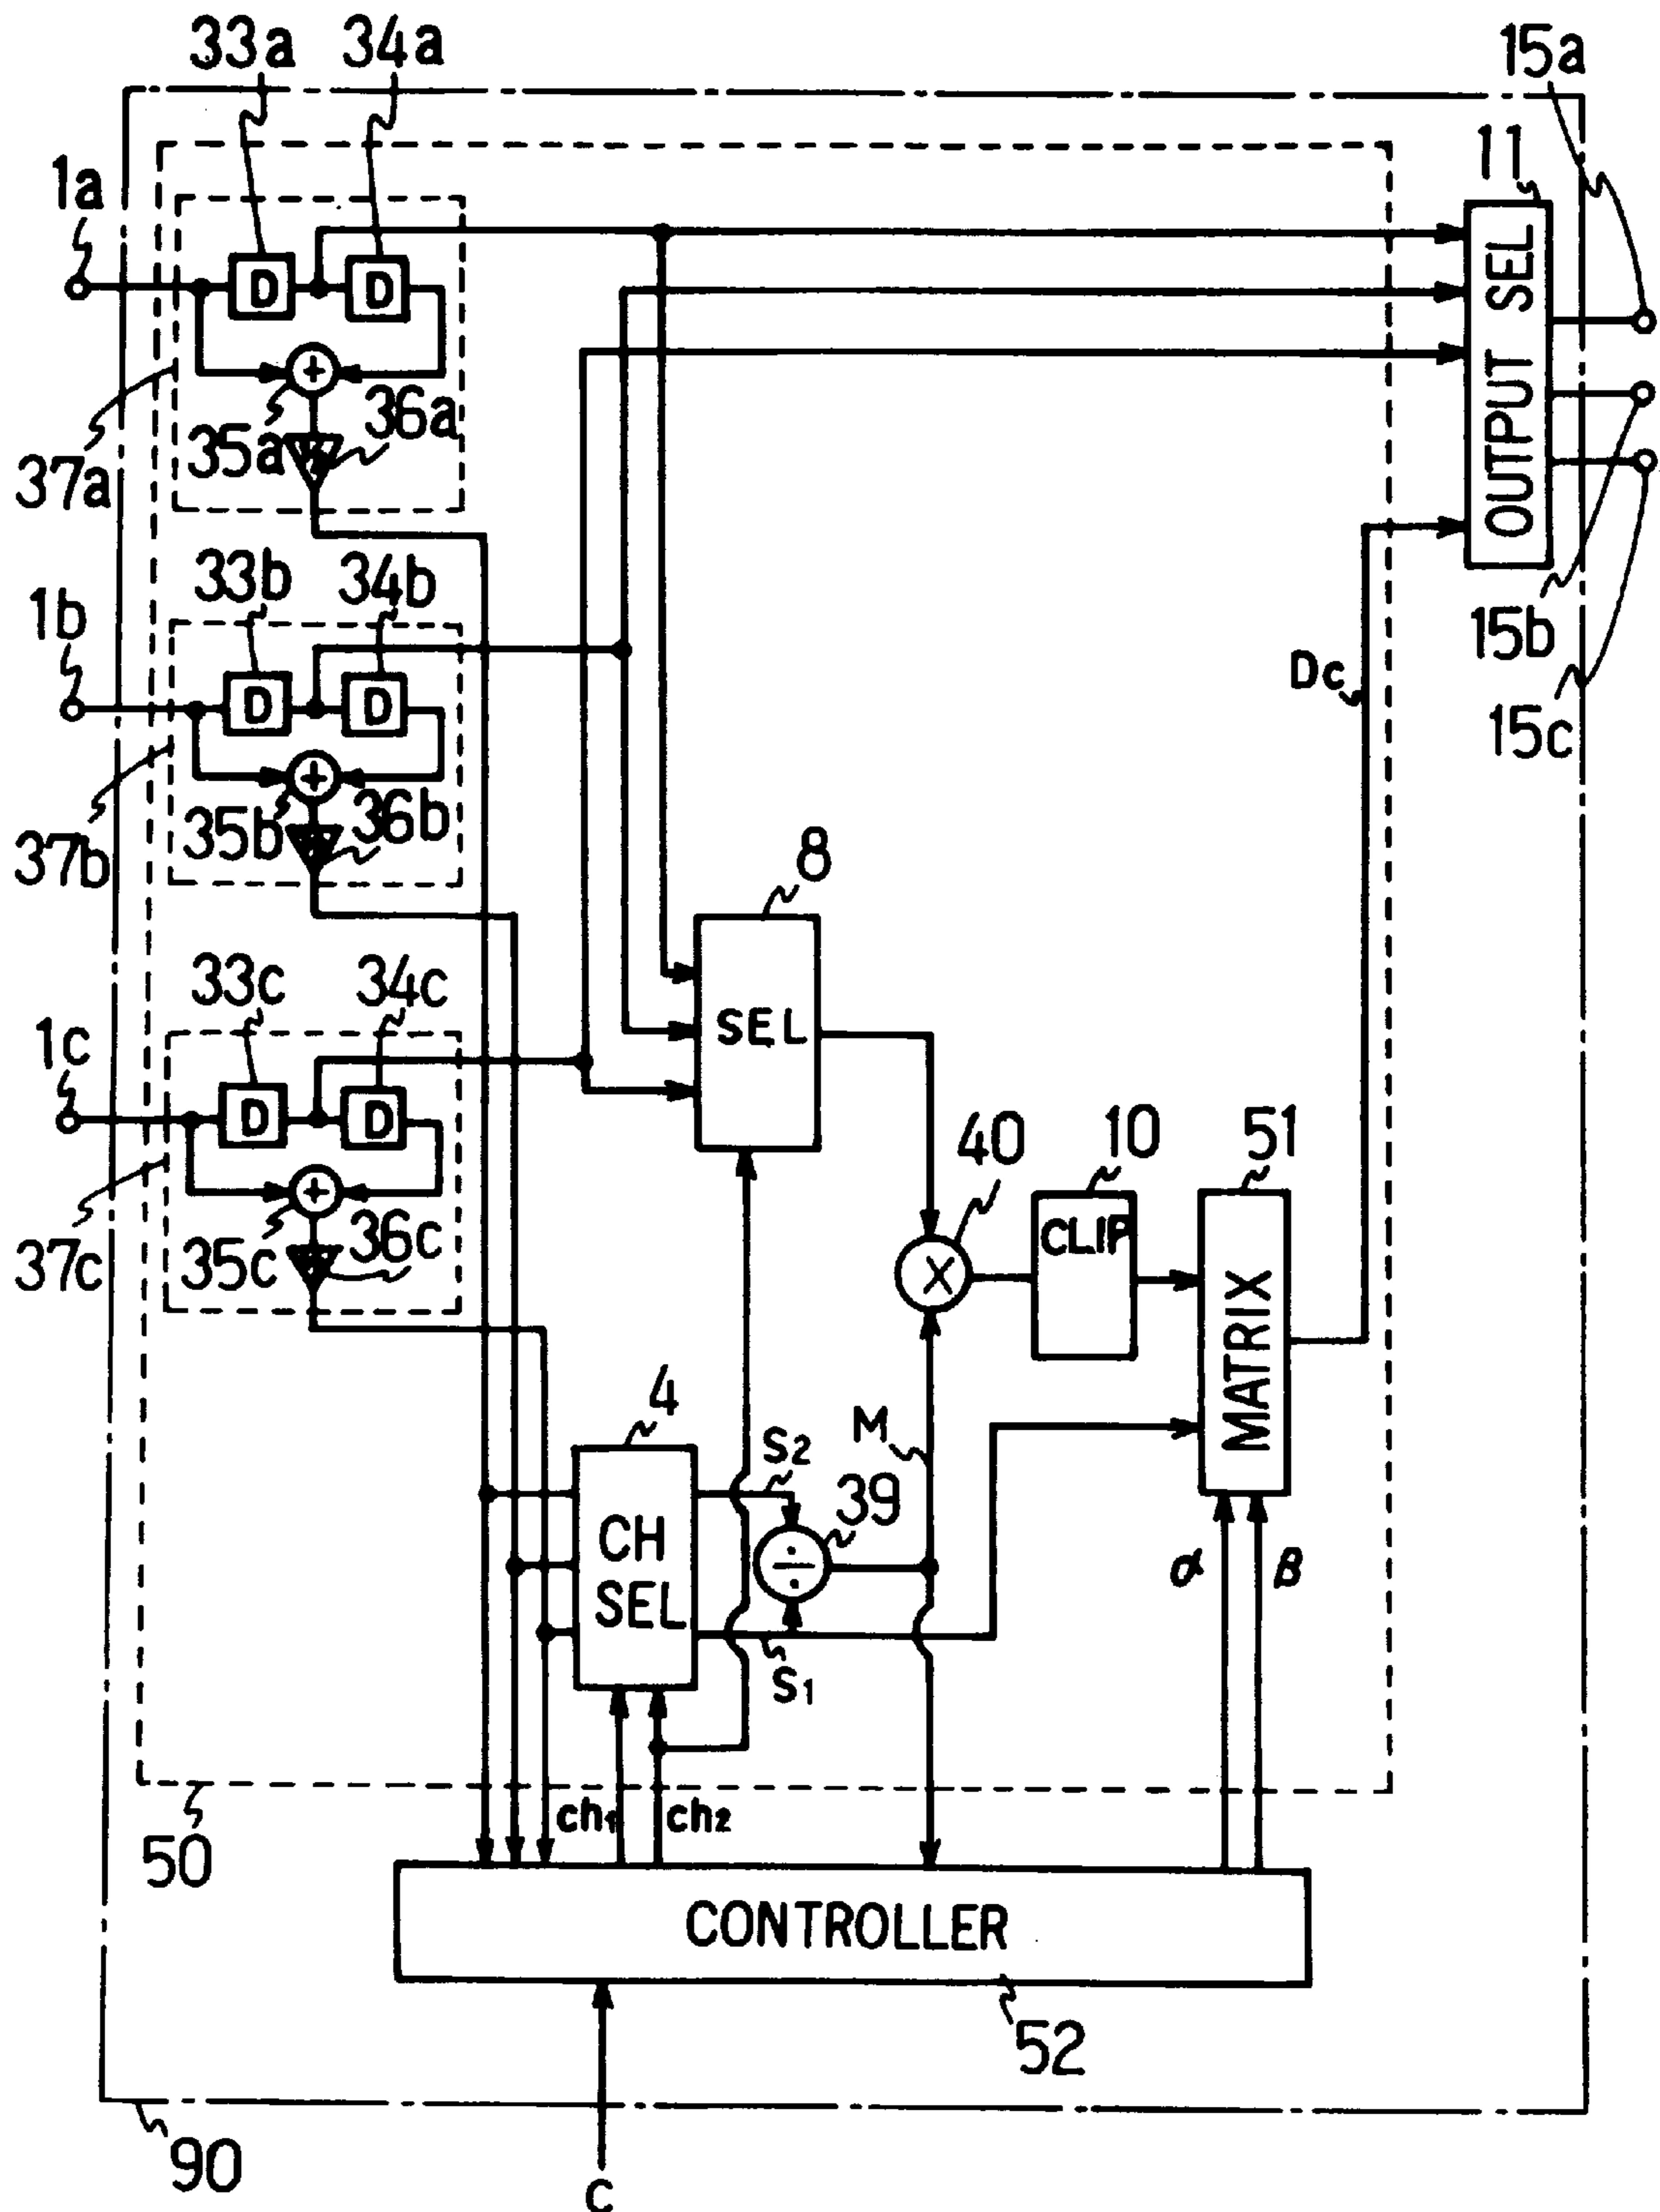 33a 34a 15a
1a 11
D D
+
35a 36a
37a
OUTPUT SEL
33b 34b
1b
15b
Dc
D D
15c
+
35b 36b
37b
8
33c 34c
1c
SEL
D D
40 10 51
+
CLIP
35c 36c
37c
X
MATRIX
4
M
S2
39
CH
SEL
÷
α β
S1
ch1 ch2
50
CONTROLLER
52
90
C